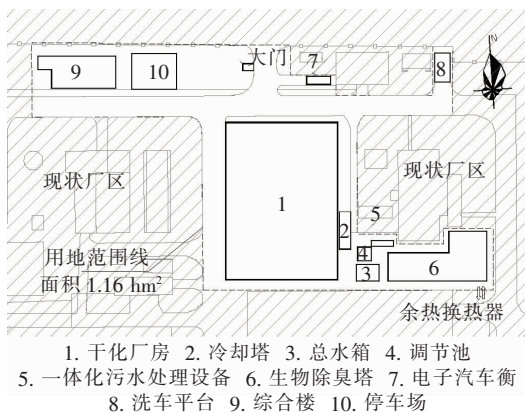 N
大门
9
10
7
8
现状厂区
现状厂区
1
5
2
4
3
6
用地范围线
面积 1.16 hm²
余热换热器
1. 干化厂房 2. 冷却塔 3. 总水箱 4. 调节池
5. 一体化污水处理设备 6. 生物除臭塔 7. 电子汽车衡
8. 洗车平台 9. 综合楼 10. 停车场